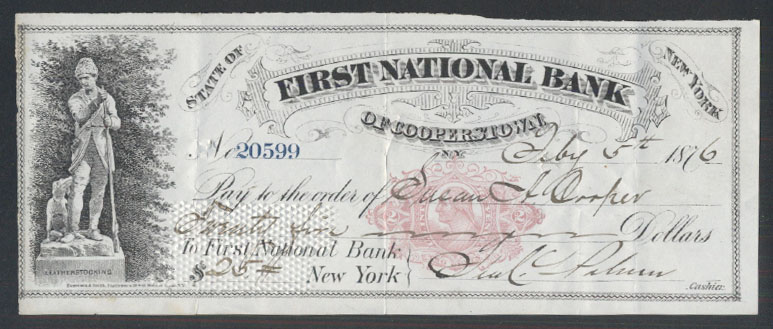 STATE OF NEW YORK
FIRST NATIONAL BANK
OF COOPERSTOWN,
N.Y.
No. 20599 Feby 5th 1876
Pay to the order of Susan A. Cooper
Twenty five Dollars
To First National Bank
$ 25 New York
Cashier.
LEATHERSTOCKING